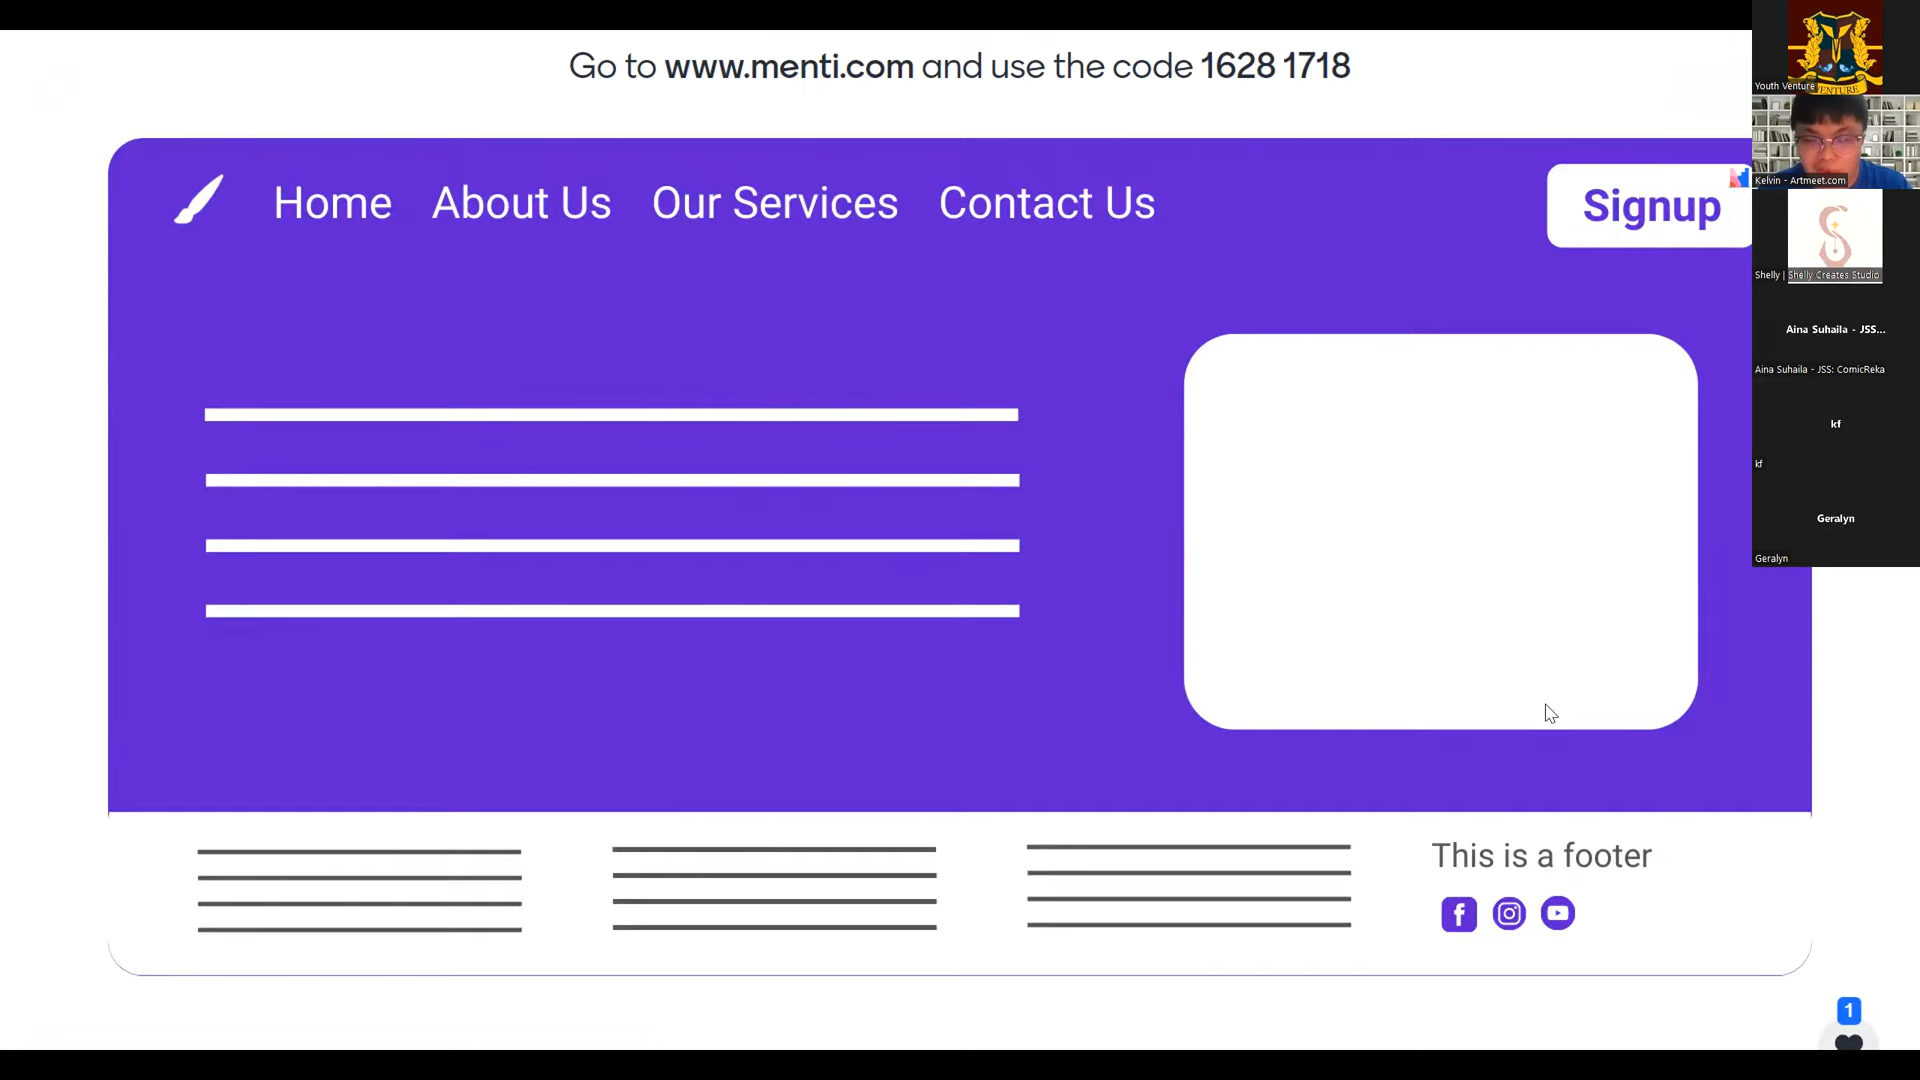 Go to www.menti.com and use the code 1628 1718
Home About Us Our Services Contact Us
Signup
This is a footer
1
VENTURE
Youth Venture
Kelvin - Artmeet.com
Shelly | Shelly Creates Studio
Aina Suhaila - JSS...
Aina Suhaila - JSS: ComicReka
kf
kf
Geralyn
Geralyn